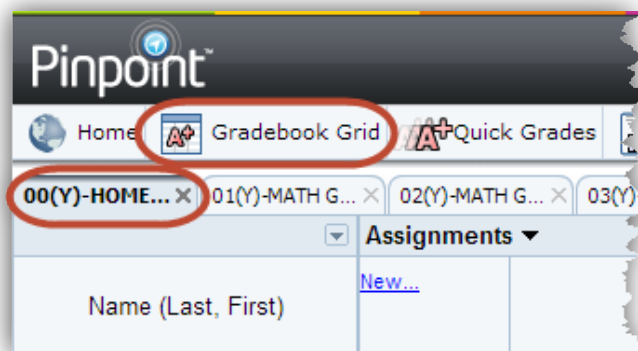 Pinpoint™
Home Gradebook Grid Quick Grades
00(Y)-HOME... 01(Y)-MATH G... 02(Y)-MATH G... 03(Y)-
Assignments
New...
Name (Last, First)